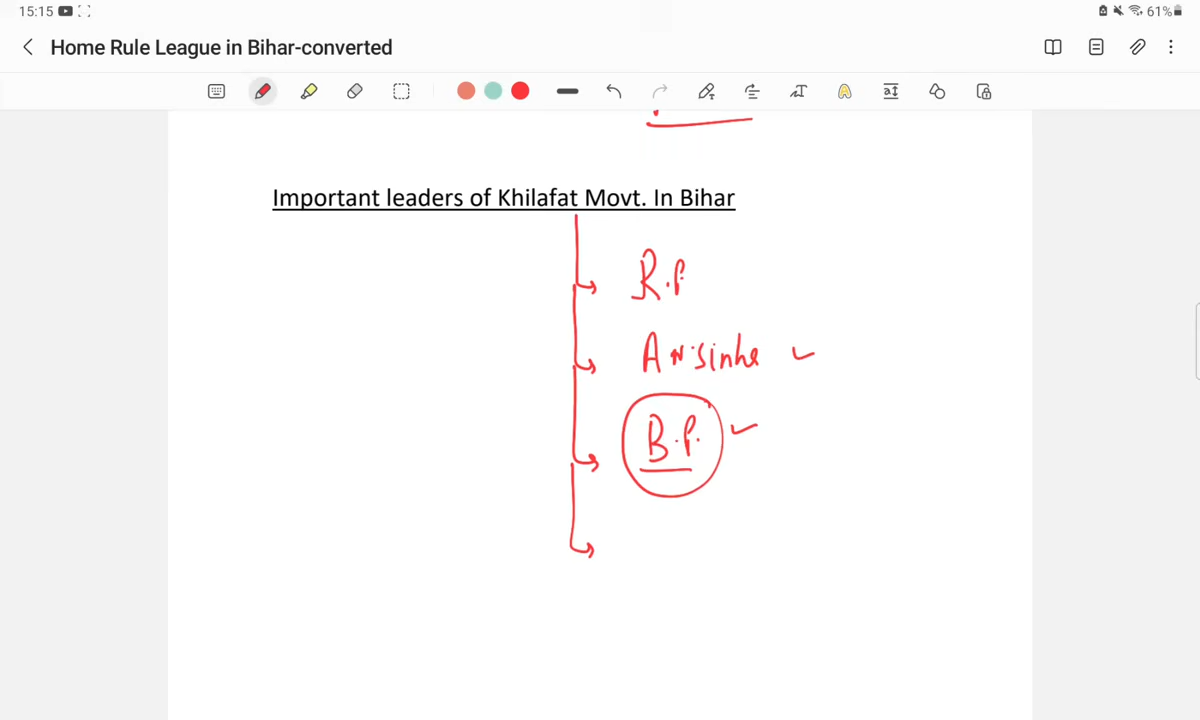 15:15 61%
Home Rule League in Bihar-converted
Important leaders of Khilafat Movt. In Bihar
R.P
A N. Sinha
B.P.